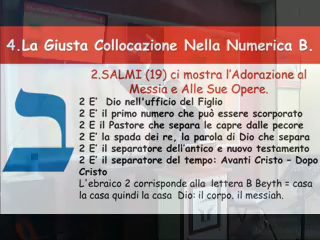 4.La Giusta Collocazione Nella Numerica B.
2.SALMI (19) ci mostra l'Adorazione al
Messia e Alle Sue Opere.
2 E' Dio nell'ufficio del Figlio
2 E' il primo numero che può essere scorporato
2 E il Pastore che separa le capre dalle pecore
2 E' la spada dei re, la parola di Dio che separa
2 E' il separatore dell'antico e nuovo testamento
2 E' il separatore del tempo: Avanti Cristo – Dopo
Cristo
L'ebraico 2 corrisponde alla lettera B Beyth = casa
la casa quindi la casa Dio: il corpo. il messiah.
ב